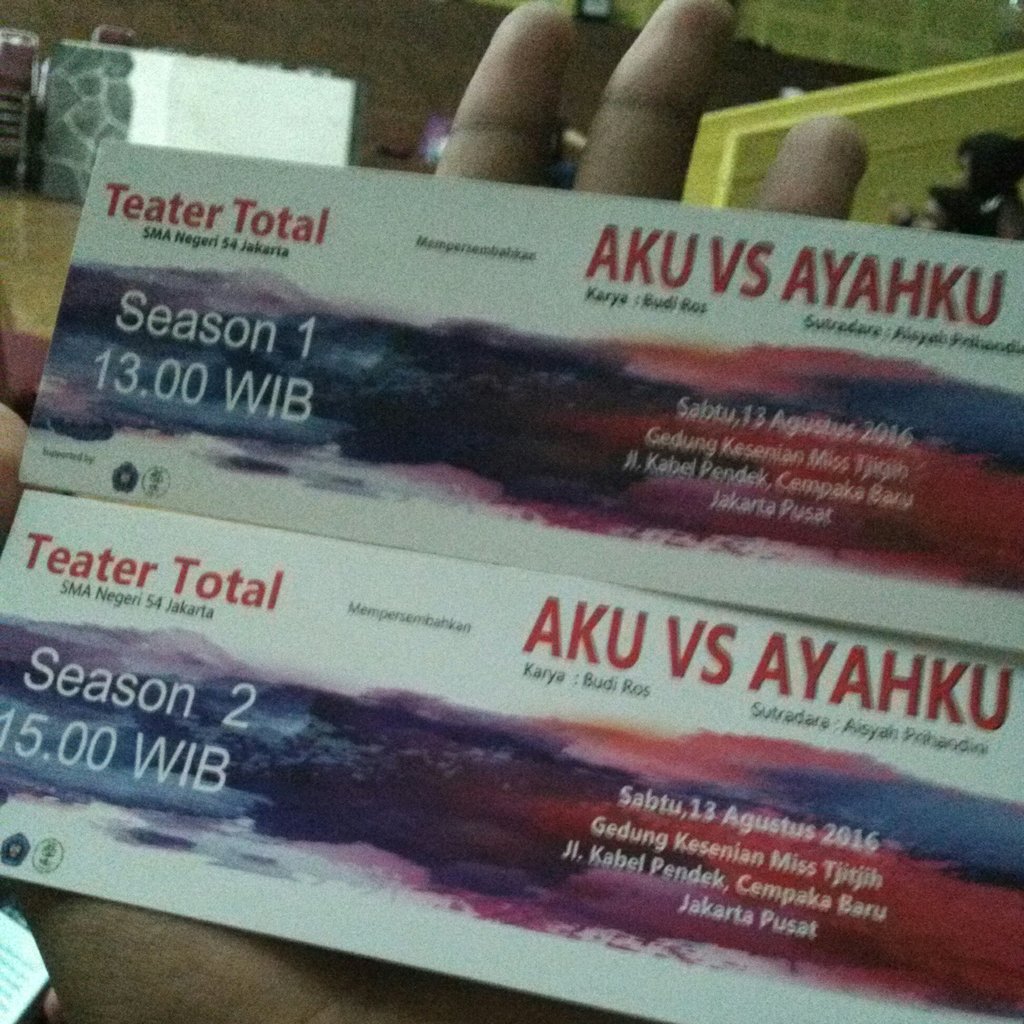 Teater Total
SMA Negeri 54 Jakarta
Mempersembahkan
AKU VS AYAHKU
Karya : Budi Ros
Sutradara : Aisyah Prihandini
Season 1
13.00 WIB
Sabtu,13 Agustus 2016
Gedung Kesenian Miss Tjitjih
Jl. Kabel Pendek, Cempaka Baru
Jakarta Pusat
Supported by
Teater Total
SMA Negeri 54 Jakarta
Mempersembahkan
AKU VS AYAHKU
Karya : Budi Ros
Sutradara : Aisyah Prihandini
Season 2
15.00 WIB
Sabtu,13 Agustus 2016
Gedung Kesenian Miss Tjitjih
Jl. Kabel Pendek, Cempaka Baru
Jakarta Pusat